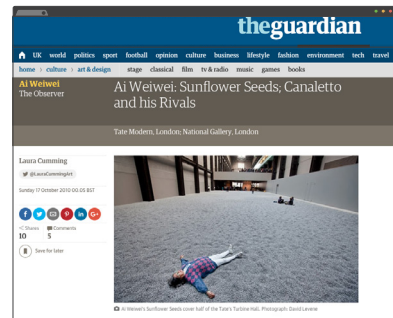 theguardian
UK world politics sport football opinion culture business lifestyle fashion environment tech travel
home › culture › art & design stage classical film tv & radio music games books
Ai Weiwei
The Observer
Ai Weiwei: Sunflower Seeds; Canaletto
and his Rivals
Tate Modern, London; National Gallery, London
Laura Cumming
@LauraCummingArt
Sunday 17 October 2010 00.05 BST
Shares
10
Comments
5
Save for later
Ai Weiwei's Sunflower Seeds cover half of the Tate's Turbine Hall. Photograph: David Levene